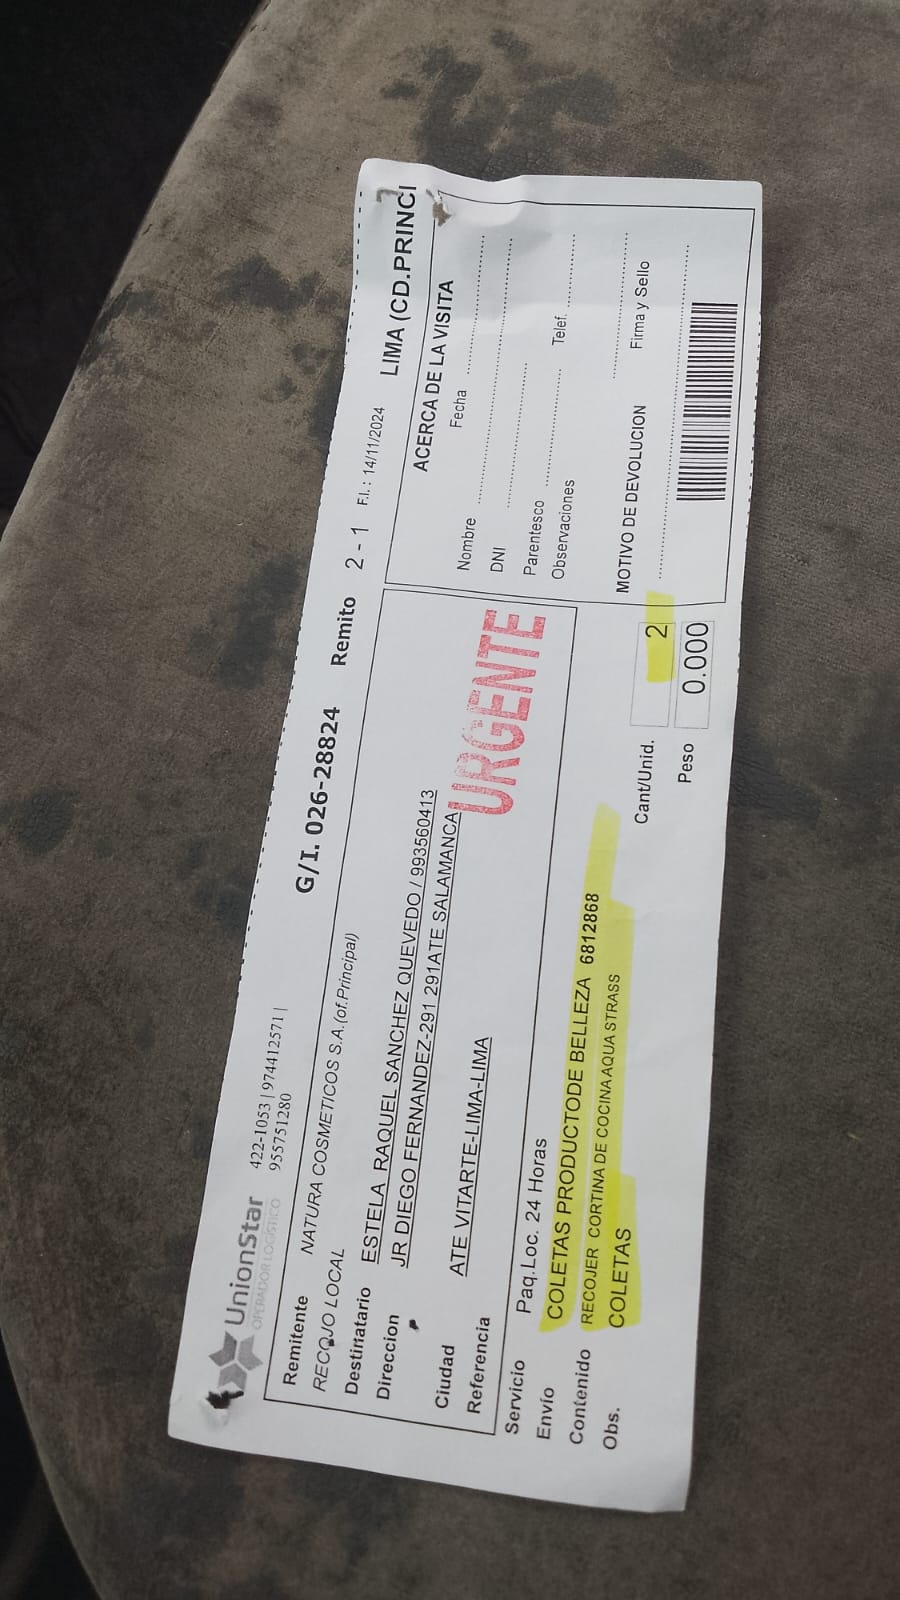 UnionStar
OPERADOR LOGÍSTICO
422-1053 | 974412571 |
955751280
G/I. 026-28824 Remito 2 - 1 F.I.: 14/11/2024 LIMA (CD.PRINCI
Remitente NATURA COSMETICOS S.A.(of.Principal)
RECOJO LOCAL
Destinatario ESTELA RAQUEL SANCHEZ QUEVEDO / 993560413
Direccion JR DIEGO FERNANDEZ-291 291ATE SALAMANCA
Ciudad ATE VITARTE-LIMA-LIMA
Referencia
URGENTE
Servicio Paq.Loc. 24 Horas
Envío COLETAS PRODUCTODE BELLEZA 6812868
Contenido RECOJER CORTINA DE COCINA AQUA STRASS
Obs. COLETAS
Cant/Unid. 2
Peso 0.000
ACERCA DE LA VISITA
Fecha
Nombre
DNI
Parentesco
Telef.
Observaciones
MOTIVO DE DEVOLUCION
Firma y Sello